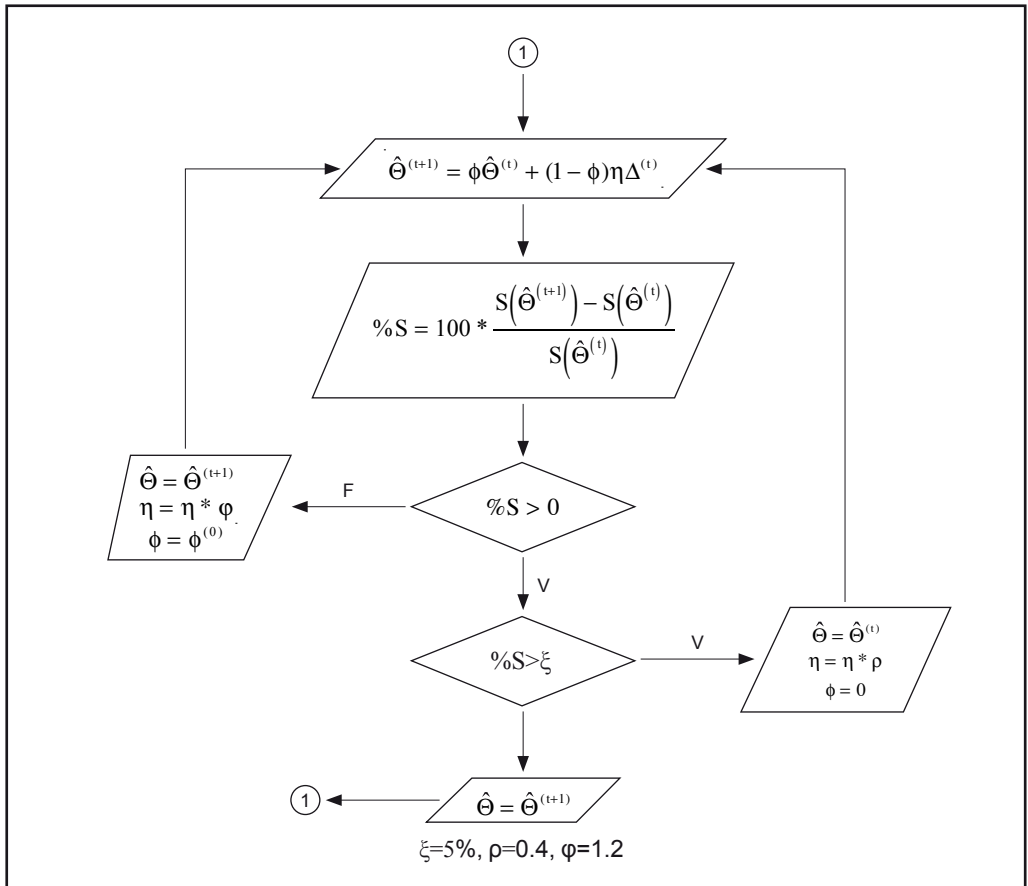 1
Θ̂⁽ᵗ⁺¹⁾ = ϕΘ̂⁽ᵗ⁾ + (1 − ϕ)ηΔ⁽ᵗ⁾
%S = 100 * (S(Θ̂⁽ᵗ⁺¹⁾) − S(Θ̂⁽ᵗ⁾)) / S(Θ̂⁽ᵗ⁾)
%S > 0
F
Θ̂ = Θ̂⁽ᵗ⁺¹⁾
η = η * φ
ϕ = ϕ⁽⁰⁾
V
%S>ξ
V
Θ̂ = Θ̂⁽ᵗ⁾
η = η * ρ
ϕ = 0
1
Θ̂ = Θ̂⁽ᵗ⁺¹⁾
ξ=5%, ρ=0.4, φ=1.2